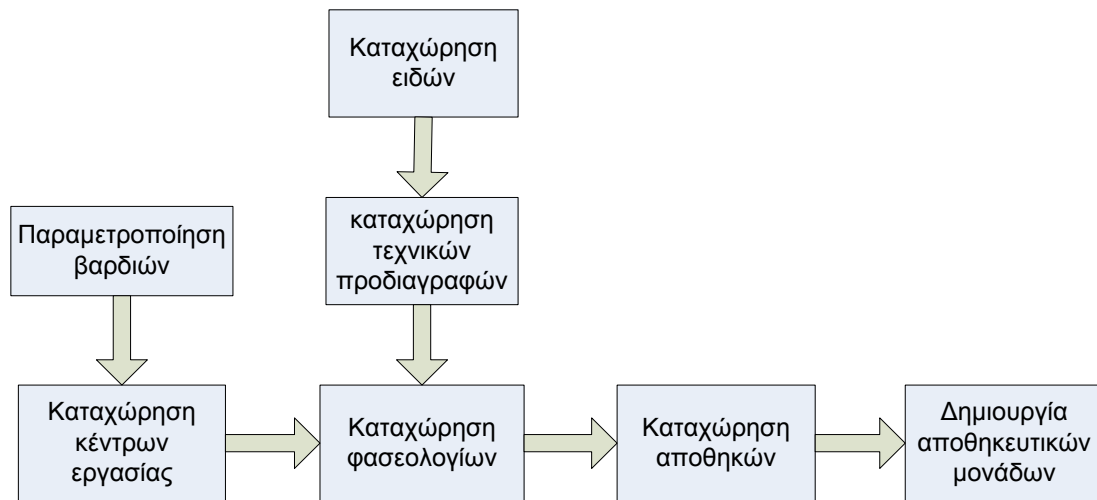 Καταχώρηση
ειδών
Παραμετροποίηση
βαρδιών
καταχώρηση
τεχνικών
προδιαγραφών
Καταχώρηση
κέντρων
εργασίας
Καταχώρηση
φασεολογίων
Καταχώρηση
αποθηκών
Δημιουργία
αποθηκευτικών
μονάδων